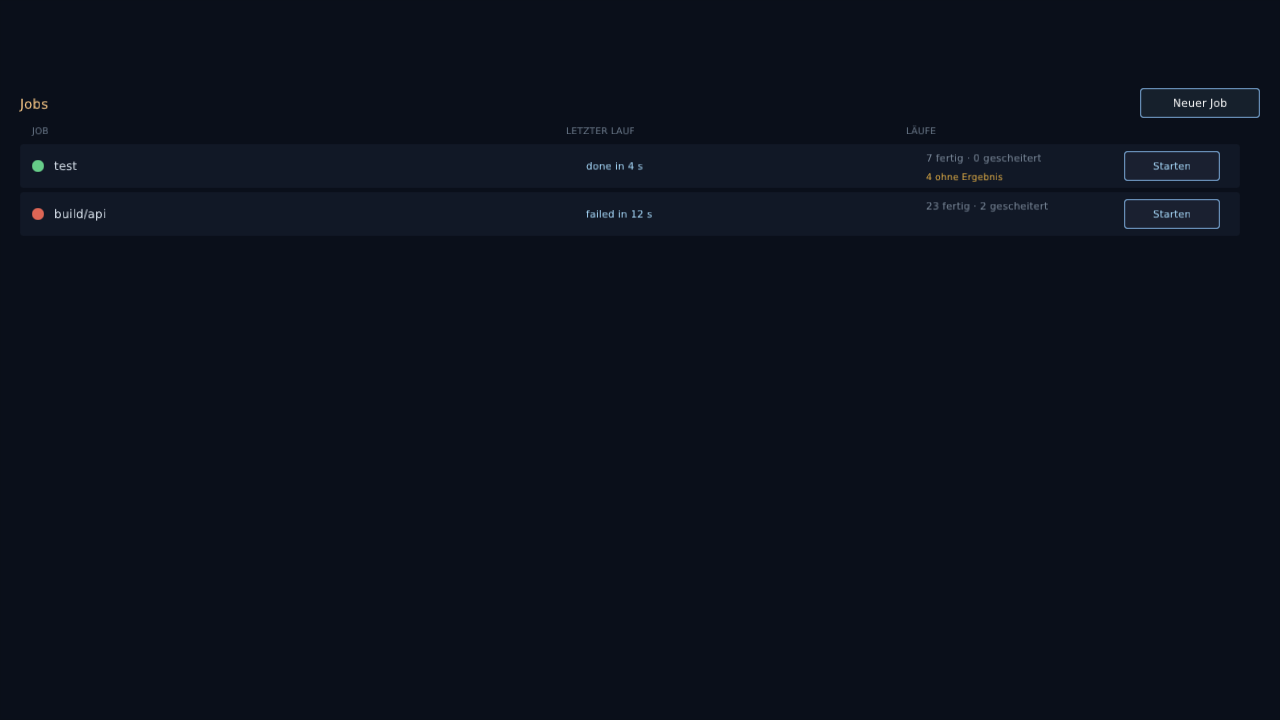 Jobs
Neuer Job
JOB LETZTER LAUF LÄUFE
test done in 4 s 7 fertig · 0 gescheitert Starten
4 ohne Ergebnis
build/api failed in 12 s 23 fertig · 2 gescheitert Starten